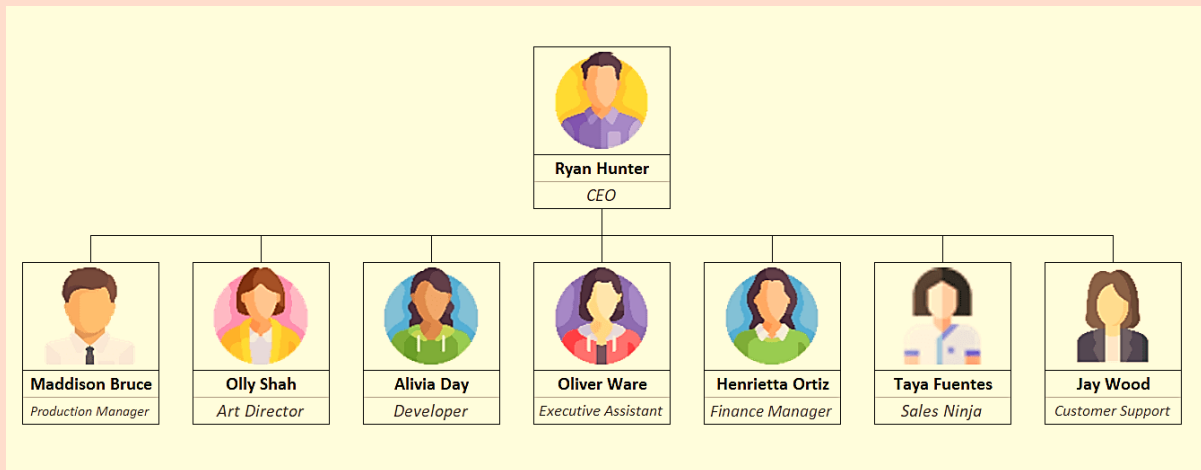 Ryan Hunter
CEO
Maddison Bruce
Production Manager
Olly Shah
Art Director
Alivia Day
Developer
Oliver Ware
Executive Assistant
Henrietta Ortiz
Finance Manager
Taya Fuentes
Sales Ninja
Jay Wood
Customer Support